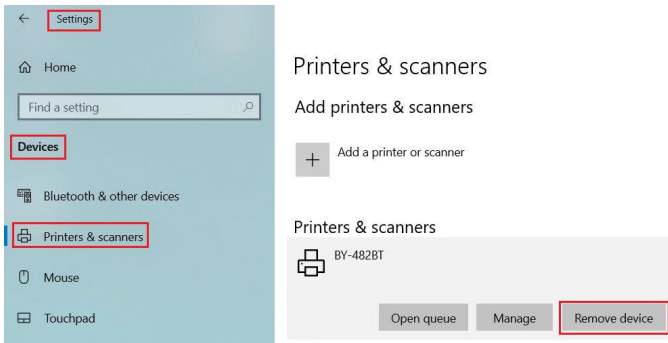 Settings
Home
Find a setting
Devices
Bluetooth & other devices
Printers & scanners
Mouse
Touchpad
Printers & scanners
Add printers & scanners
Add a printer or scanner
Printers & scanners
BY-482BT
Open queue
Manage
Remove device